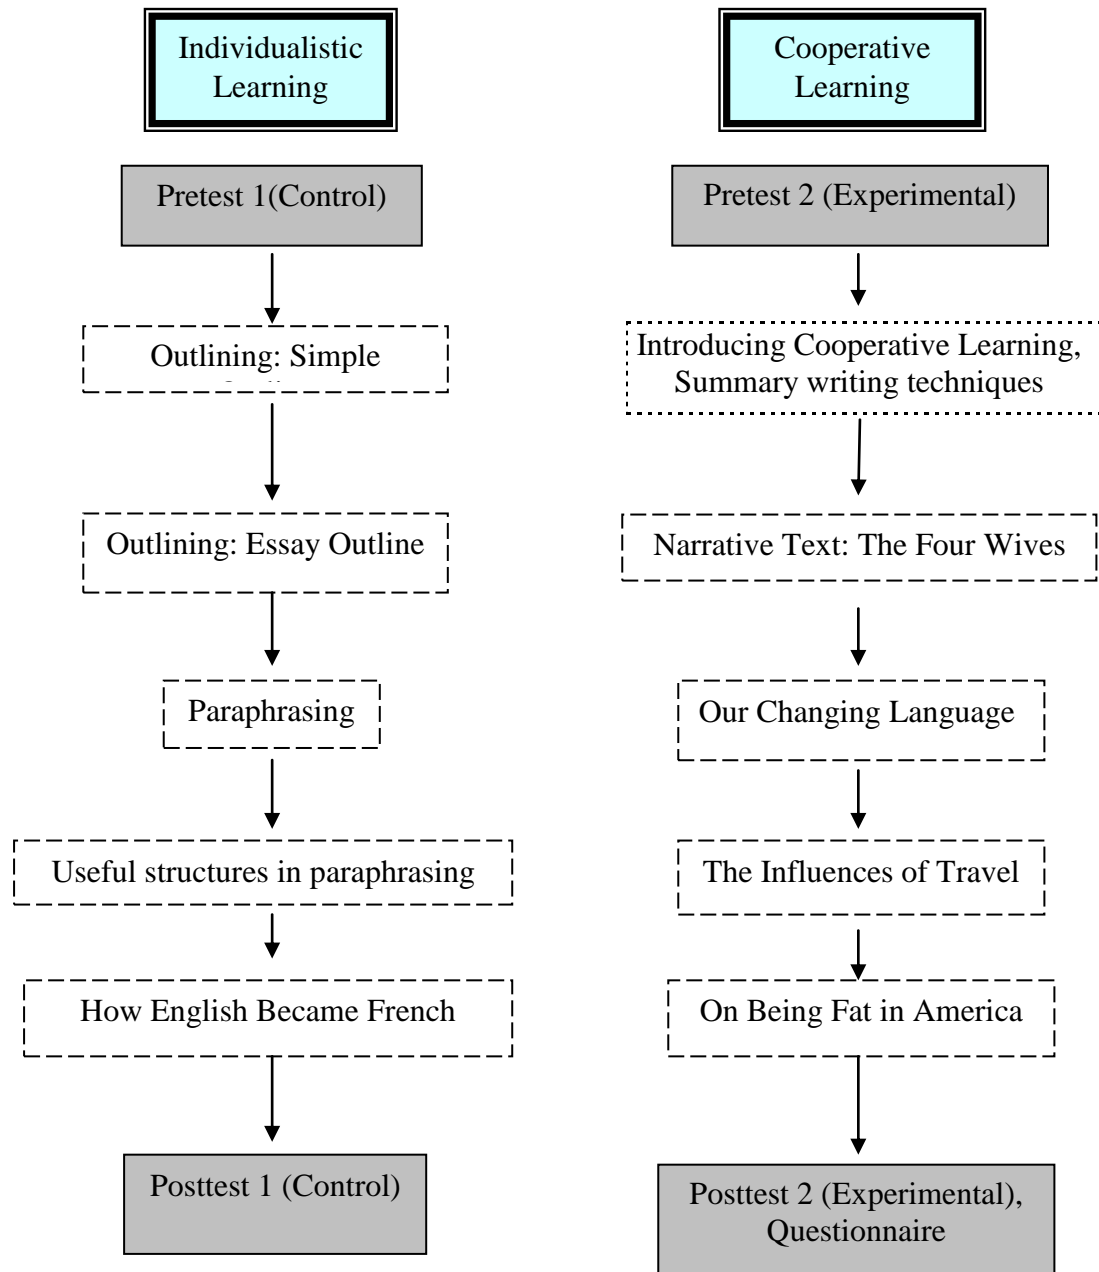 Individualistic
Learning
Pretest 1(Control)
Outlining: Simple
Outlining: Essay Outline
Paraphrasing
Useful structures in paraphrasing
How English Became French
Posttest 1 (Control)
Cooperative
Learning
Pretest 2 (Experimental)
Introducing Cooperative Learning,
Summary writing techniques
Narrative Text: The Four Wives
Our Changing Language
The Influences of Travel
On Being Fat in America
Posttest 2 (Experimental),
Questionnaire